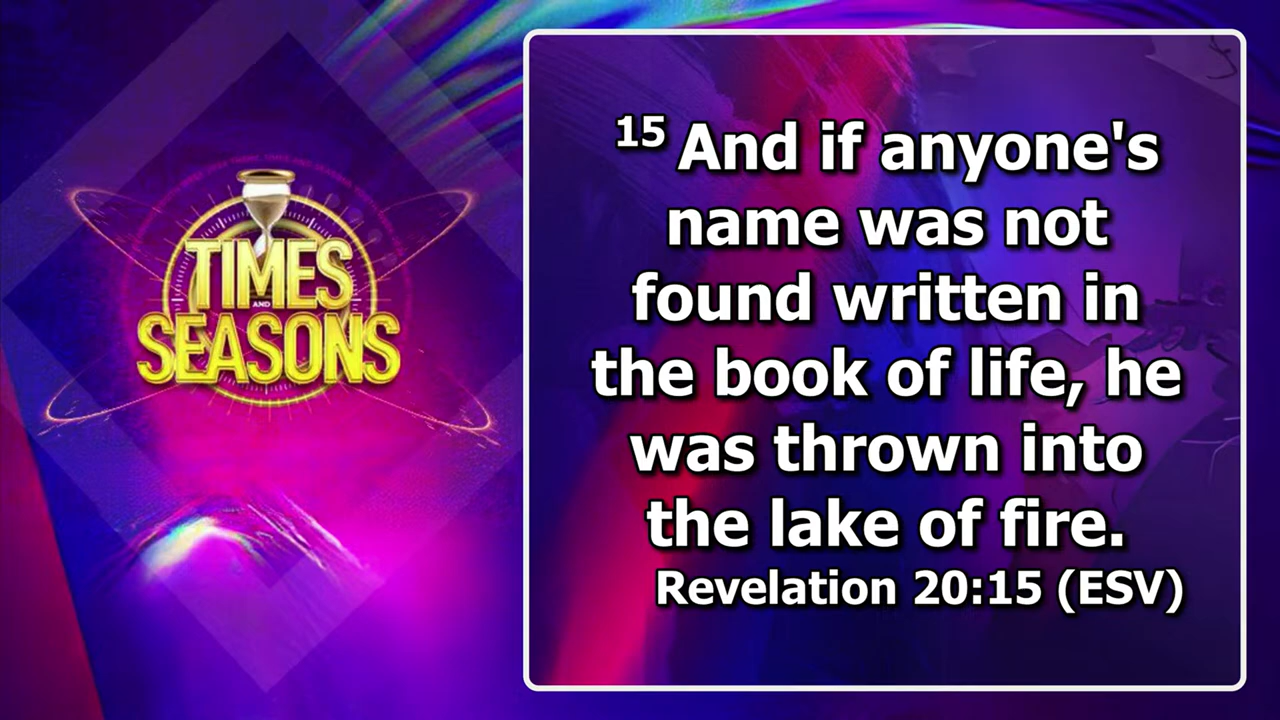 TIMES
AND
SEASONS
15 And if anyone's
name was not
found written in
the book of life, he
was thrown into
the lake of fire.
Revelation 20:15 (ESV)